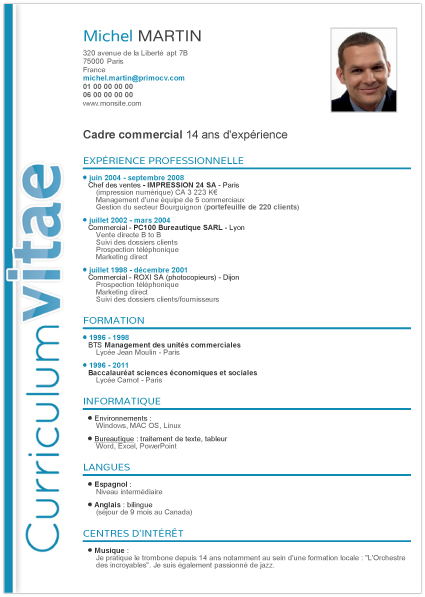 Curriculum vitae
Michel MARTIN
320 avenue de la Liberté apt 7B
75000 Paris
France
michel.martin@primocv.com
01 00 00 00 00
06 00 00 00 00
www.monsite.com
Cadre commercial 14 ans d'expérience
EXPÉRIENCE PROFESSIONNELLE
juin 2004 - septembre 2008
Chef des ventes - IMPRESSION 24 SA - Paris
(impression numérique) CA 3 223 K€
Management d'une équipe de 5 commerciaux
Gestion du secteur Bourguignon (portefeuille de 220 clients)
juillet 2002 - mars 2004
Commercial - PC100 Bureautique SARL - Lyon
Vente directe B to B
Suivi des dossiers clients
Prospection téléphonique
Marketing direct
juillet 1998 - décembre 2001
Commercial - ROXI SA (photocopieurs) - Dijon
Prospection téléphonique
Marketing direct
Suivi des dossiers clients/fournisseurs
FORMATION
1996 - 1998
BTS Management des unités commerciales
Lycée Jean Moulin - Paris
1996 - 2011
Baccalauréat sciences économiques et sociales
Lycée Carnot - Paris
INFORMATIQUE
Environnements :
Windows, MAC OS, Linux
Bureautique : traitement de texte, tableur
Word, Excel, PowerPoint
LANGUES
Espagnol :
Niveau intermédiaire
Anglais : bilingue
(séjour de 9 mois au Canada)
CENTRES D'INTÉRÊT
Musique :
Je pratique le trombone depuis 14 ans notamment au sein d'une formation locale : "L'Orchestre
des incroyables". Je suis également passionné de jazz.